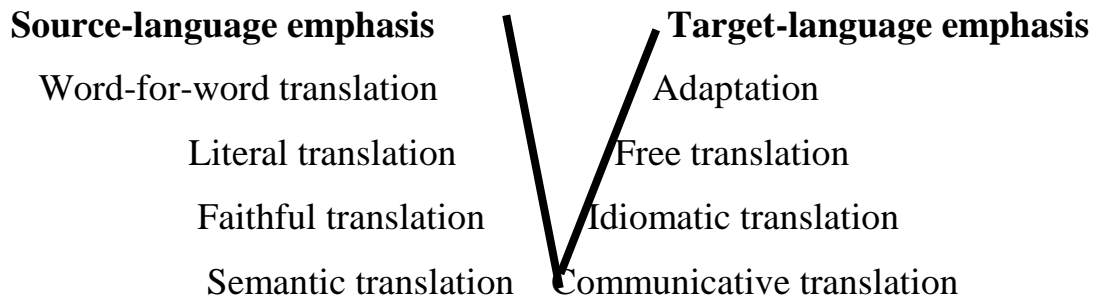 Source-language emphasis Target-language emphasis
Word-for-word translation Adaptation
Literal translation Free translation
Faithful translation Idiomatic translation
Semantic translation Communicative translation